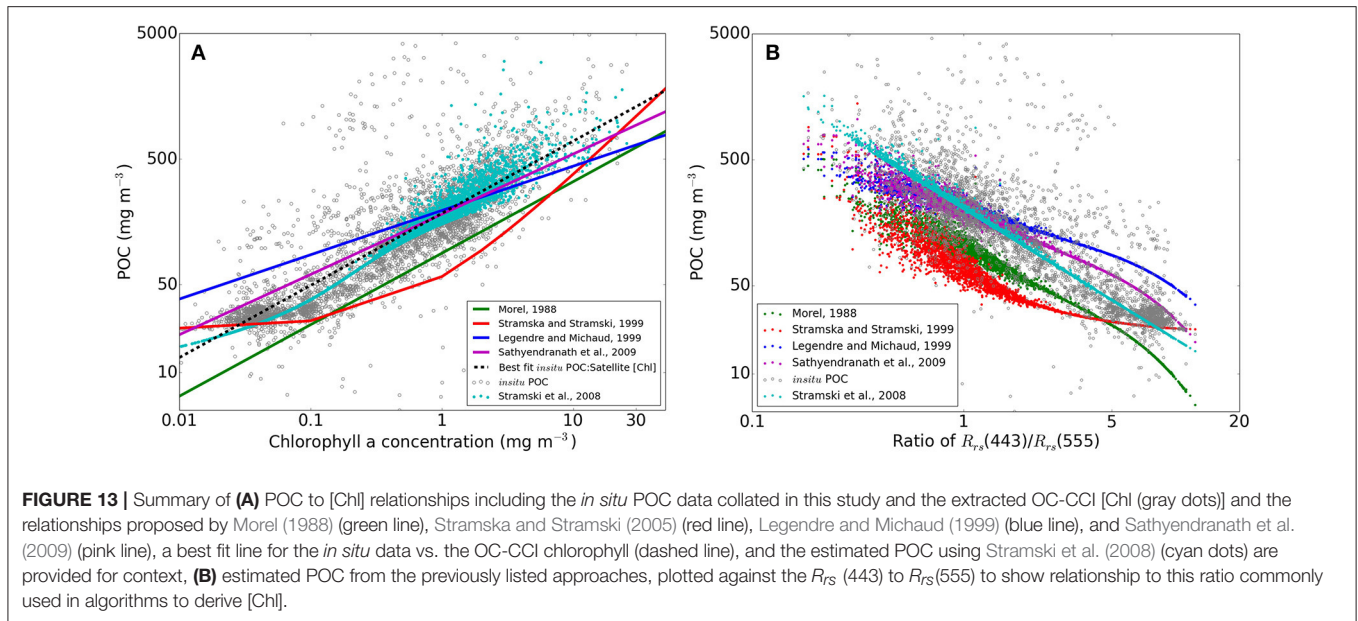 A
5000
500
50
10
POC (mg m⁻³)
0.01 0.1 1 10 30
Chlorophyll a concentration (mg m⁻³)
Morel, 1988
Stramska and Stramski, 1999
Legendre and Michaud, 1999
Sathyendranath et al., 2009
Best fit insitu POC:Satellite [Chl]
insitu POC
Stramski et al., 2008
B
5000
500
50
10
POC (mg m⁻³)
0.1 1 5 20
Ratio of Rrs(443)/Rrs(555)
Morel, 1988
Stramska and Stramski, 1999
Legendre and Michaud, 1999
Sathyendranath et al., 2009
insitu POC
Stramski et al., 2008
FIGURE 13 | Summary of (A) POC to [Chl] relationships including the in situ POC data collated in this study and the extracted OC-CCI [Chl (gray dots)] and the
relationships proposed by Morel (1988) (green line), Stramska and Stramski (2005) (red line), Legendre and Michaud (1999) (blue line), and Sathyendranath et al.
(2009) (pink line), a best fit line for the in situ data vs. the OC-CCI chlorophyll (dashed line), and the estimated POC using Stramski et al. (2008) (cyan dots) are
provided for context, (B) estimated POC from the previously listed approaches, plotted against the Rrs (443) to Rrs(555) to show relationship to this ratio commonly
used in algorithms to derive [Chl].